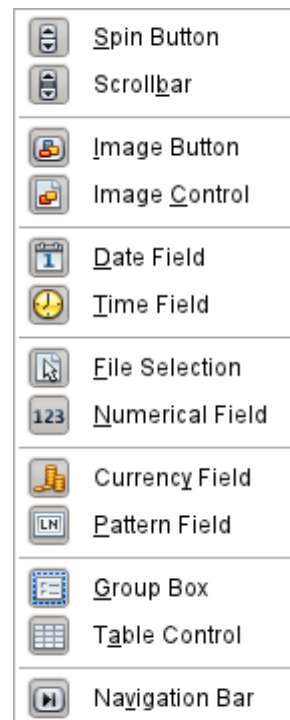 Spin Button
Scrollbar
Image Button
Image Control
1 Date Field
Time Field
File Selection
123 Numerical Field
Currency Field
LN Pattern Field
Group Box
Table Control
Navigation Bar